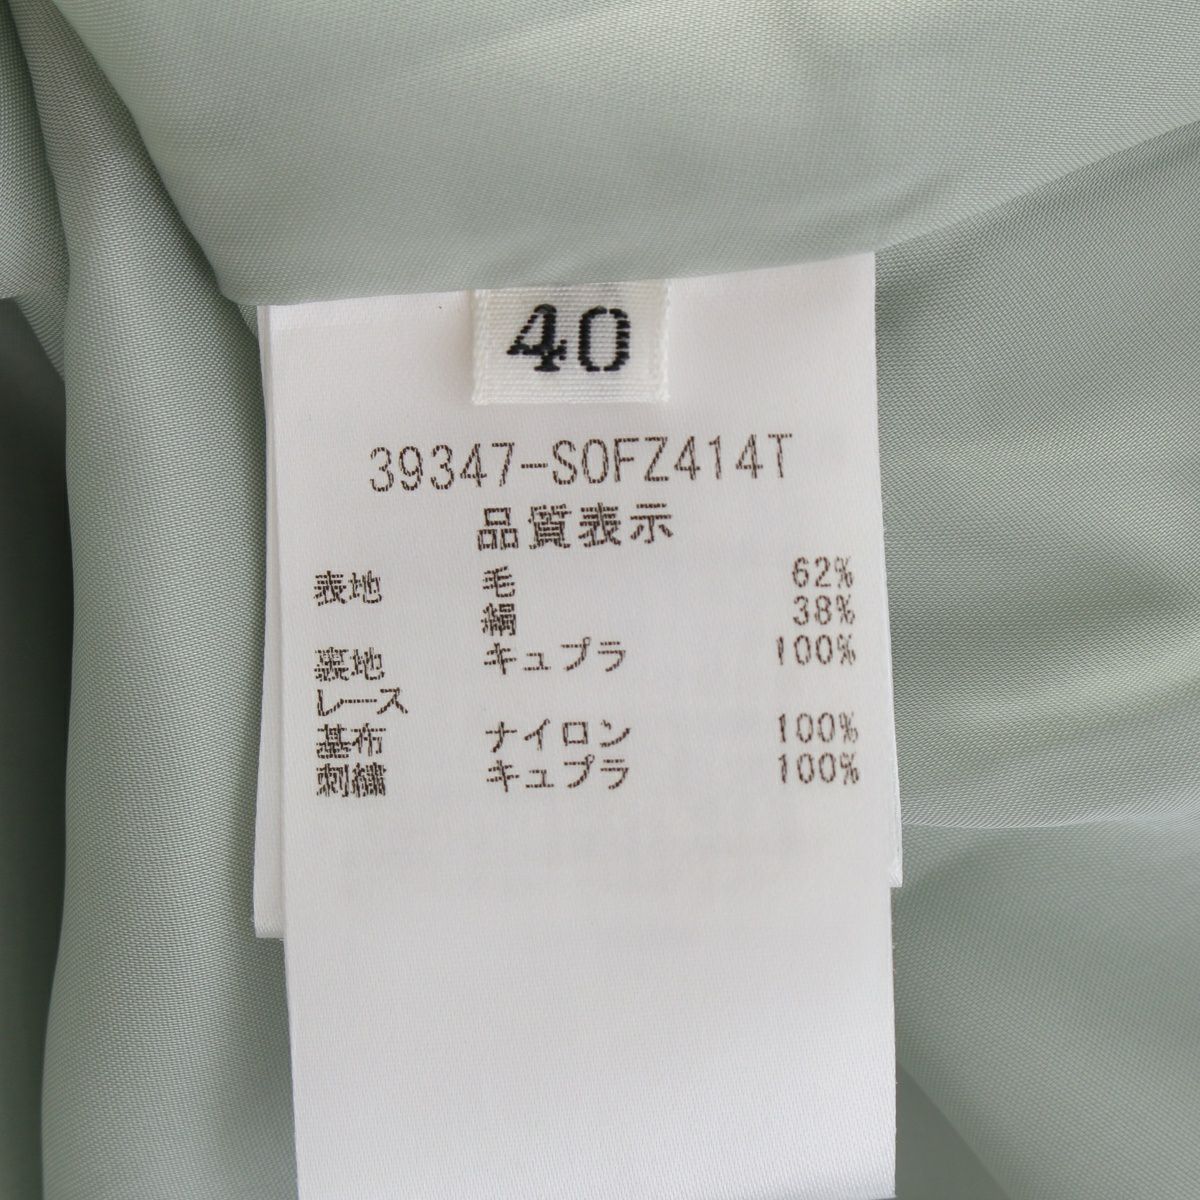 40
39347-SOFZ414T
品質表示
表地 毛 62%
絹 38%
裏地 キュプラ 100%
レース
基布 ナイロン 100%
刺繍 キュプラ 100%